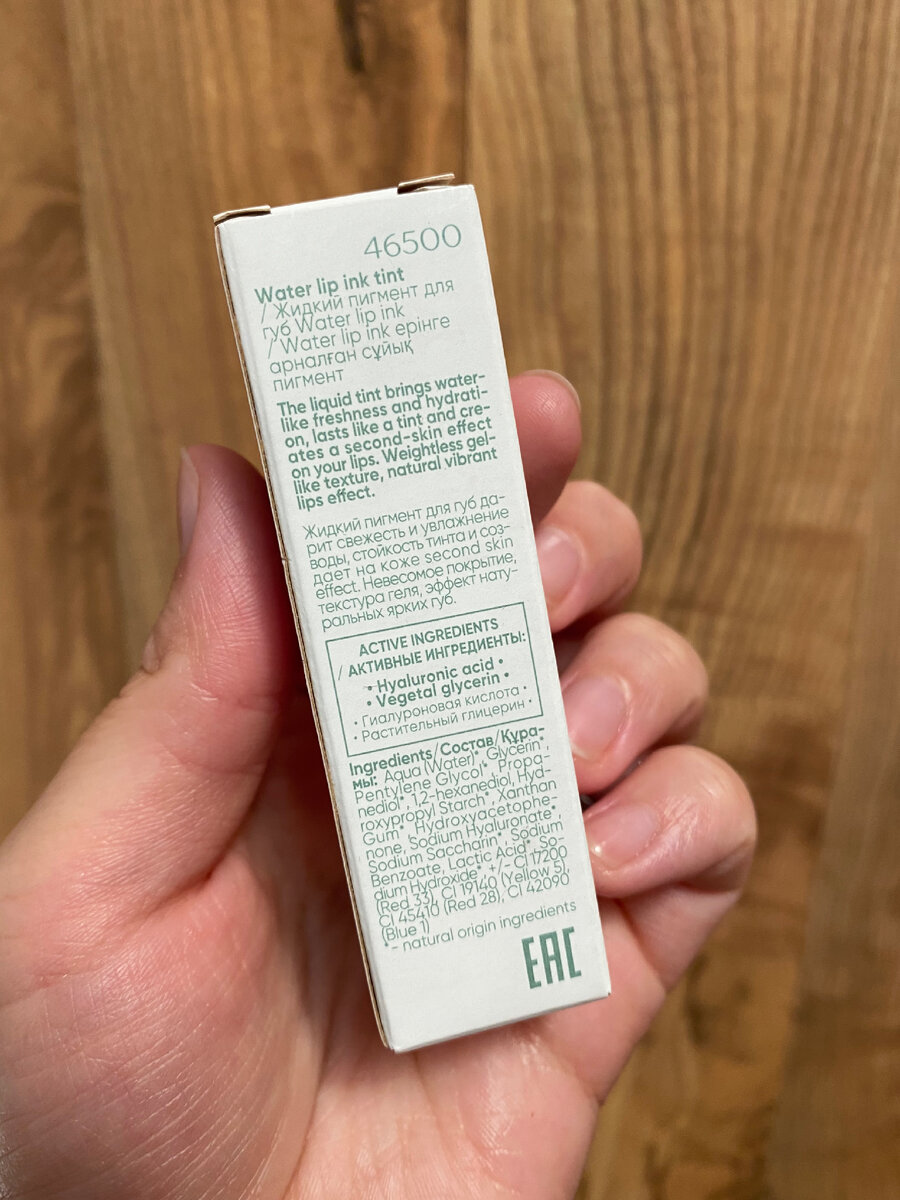 46500
Water lip ink tint
/ Жидкий пигмент для
губ Water lip ink
/ Water lip ink ерінге
арналған сұйық
пигмент
The liquid tint brings water-
like freshness and hydrati-
on, lasts like a tint and cre-
ates a second-skin effect
on your lips. Weightless gel-
like texture, natural vibrant
lips effect.
Жидкий пигмент для губ да-
рит свежесть и увлажнение
воды, стойкость тинта и соз-
дает на коже second skin
effect. Невесомое покрытие,
текстура геля, эффект нату-
ральных ярких губ.
ACTIVE INGREDIENTS
/ АКТИВНЫЕ ИНГРЕДИЕНТЫ:
• Hyaluronic acid •
• Vegetal glycerin •
• Гиалуроновая кислота •
• Растительный глицерин •
Ingredients/Состав/Құра-
мы: Aqua (Water)*, Glycerin*,
Pentylene Glycol*, Propa-
nediol*, 1,2-hexanediol, Hyd-
roxypropyl Starch*, Xanthan
Gum*, Hydroxyacetophe-
none, Sodium Hyaluronate*,
Sodium Saccharin*, Sodium
Benzoate, Lactic Acid*, So-
dium Hydroxide*, +/- CI 17200
(Red 33), CI 19140 (Yellow 5),
CI 45410 (Red 28), CI 42090
(Blue 1)
*- natural origin ingredients
EAC